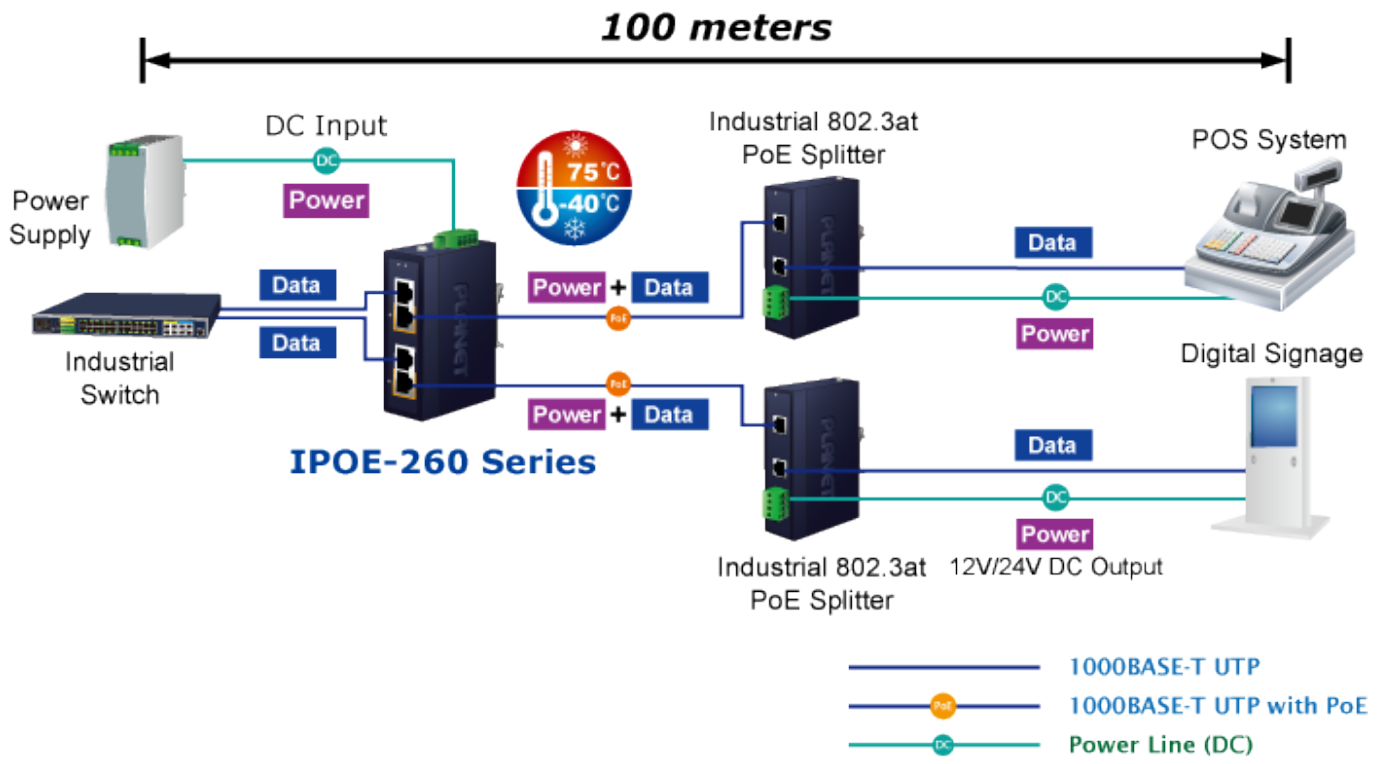 100 meters
DC Input
DC
Power
Power
Supply
75°C
-40°C
Industrial 802.3at
PoE Splitter
POS System
Data
Data
Industrial
Switch
PLANET
IPOE-260 Series
Power + Data
PoE
PoE
Power + Data
PLANET
Data
DC
Power
Digital Signage
PLANET
Data
DC
Power
12V/24V DC Output
Industrial 802.3at
PoE Splitter
1000BASE-T UTP
PoE
1000BASE-T UTP with PoE
DC
Power Line (DC)